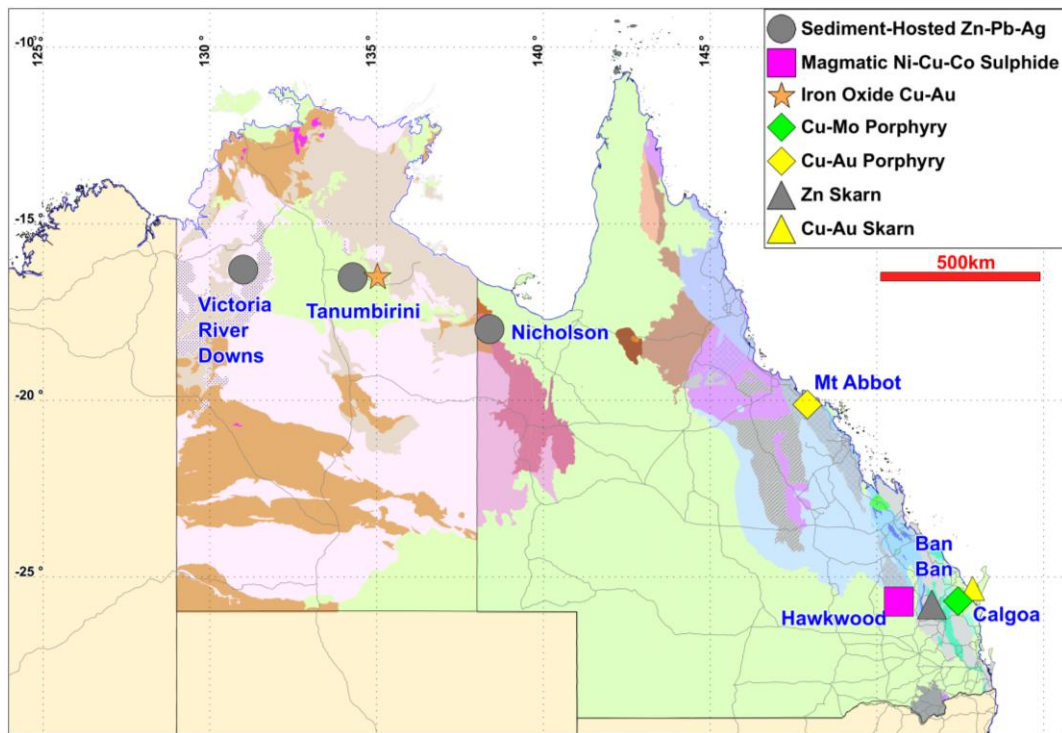 125°
130°
135°
140°
145°
-10°
-15°
-20°
-25°
Sediment-Hosted Zn-Pb-Ag
Magmatic Ni-Cu-Co Sulphide
Iron Oxide Cu-Au
Cu-Mo Porphyry
Cu-Au Porphyry
Zn Skarn
Cu-Au Skarn
500km
Victoria
River
Downs
Tanumbirini
Nicholson
Mt Abbot
Ban
Ban
Hawkwood
Calgoa